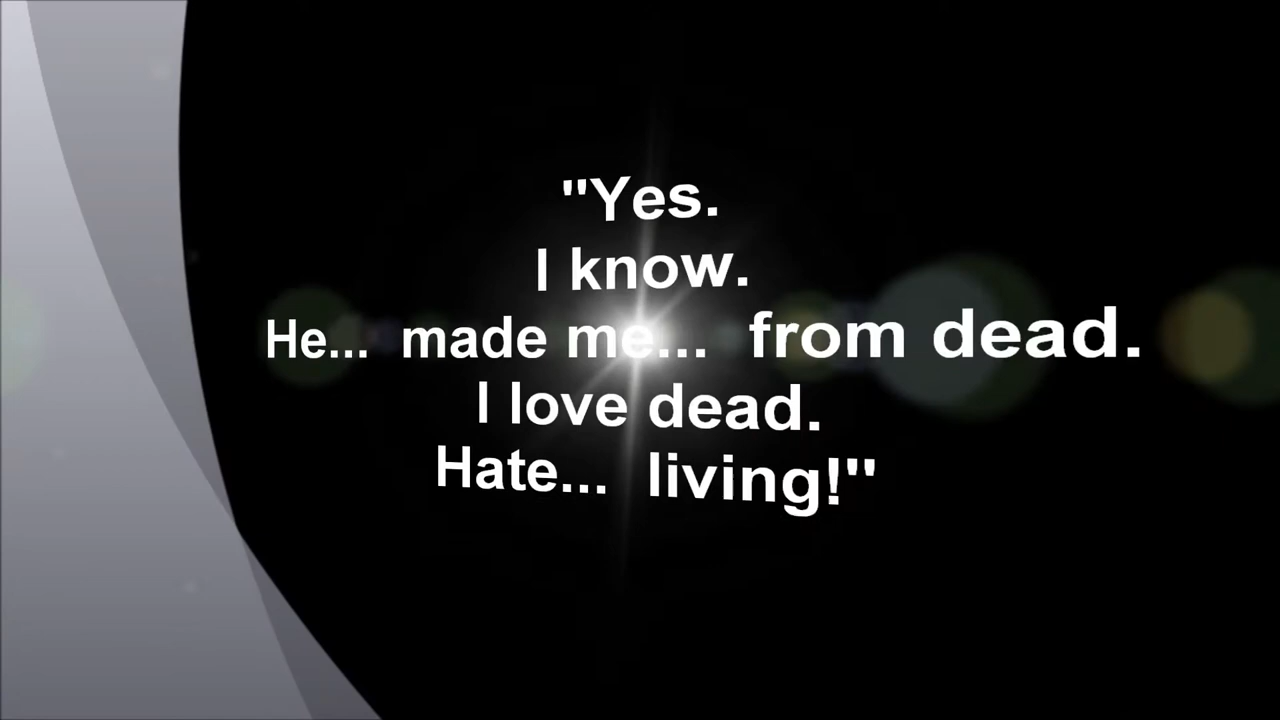 "Yes.
I know.
He... made me... from dead.
I love dead.
Hate... living!"